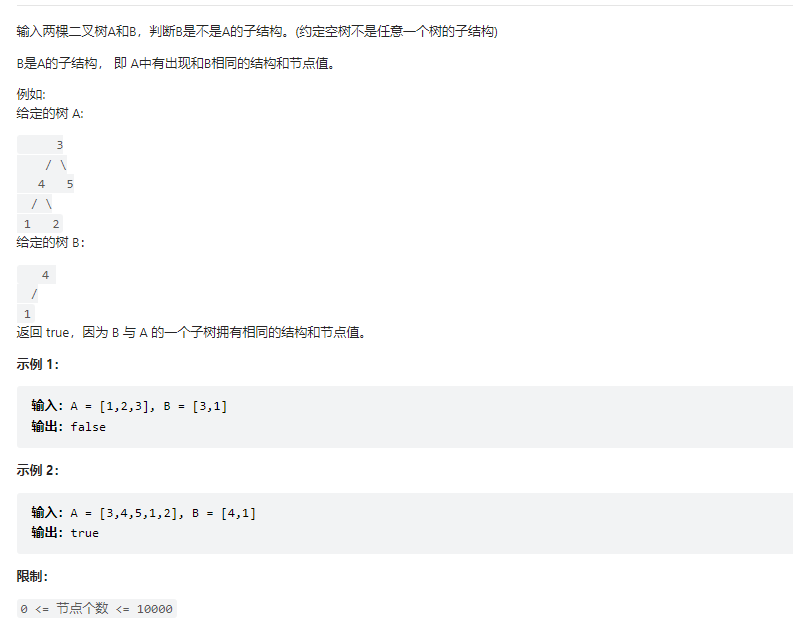 输入两棵二叉树A和B，判断B是不是A的子结构。(约定空树不是任意一个树的子结构)
B是A的子结构， 即 A中有出现和B相同的结构和节点值。
例如:
给定的树 A:
3
/ \
4 5
/ \
1 2
给定的树 B：
4
/
1
返回 true，因为 B 与 A 的一个子树拥有相同的结构和节点值。
示例 1：
输入：A = [1,2,3], B = [3,1]
输出：false
示例 2：
输入：A = [3,4,5,1,2], B = [4,1]
输出：true
限制：
0 <= 节点个数 <= 10000